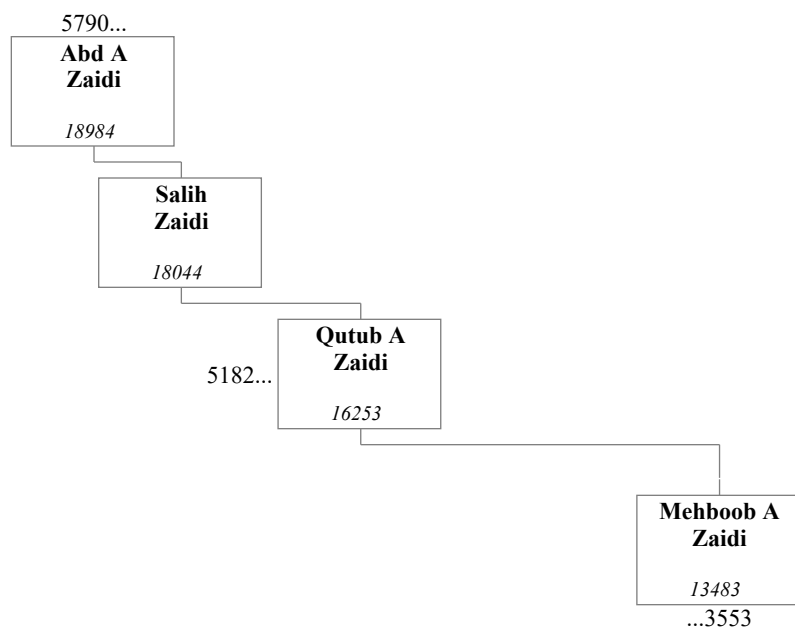 5790...
Abd A
Zaidi
18984
Salih
Zaidi
18044
Qutub A
Zaidi
5182...
16253
Mehboob A
Zaidi
13483
...3553